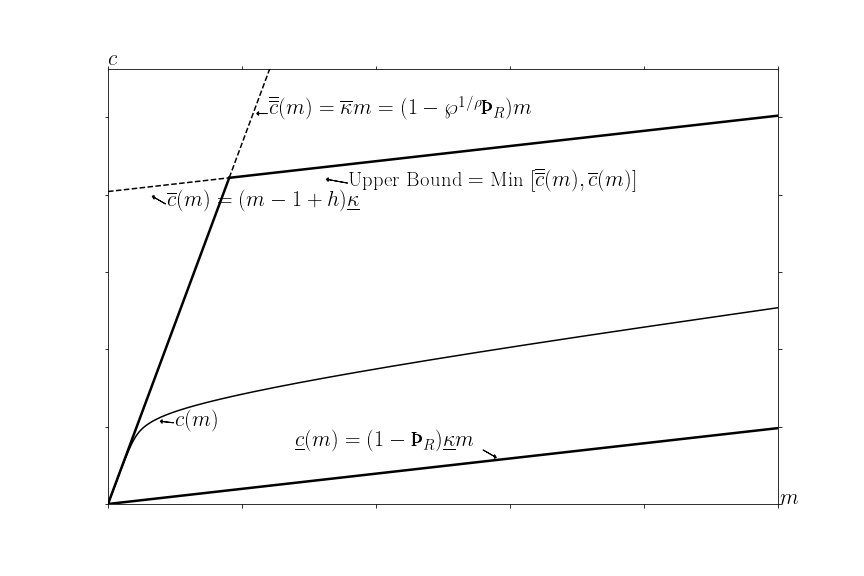 c
c̿(m) = κ̅m = (1 − ℘^{1/ρ}Þ_R)m
Upper Bound = Min [c̿(m), c̅(m)]
c̅(m) = (m − 1 + h)κ̲
c(m)
c̲(m) = (1 − Þ_R)κ̲m
m